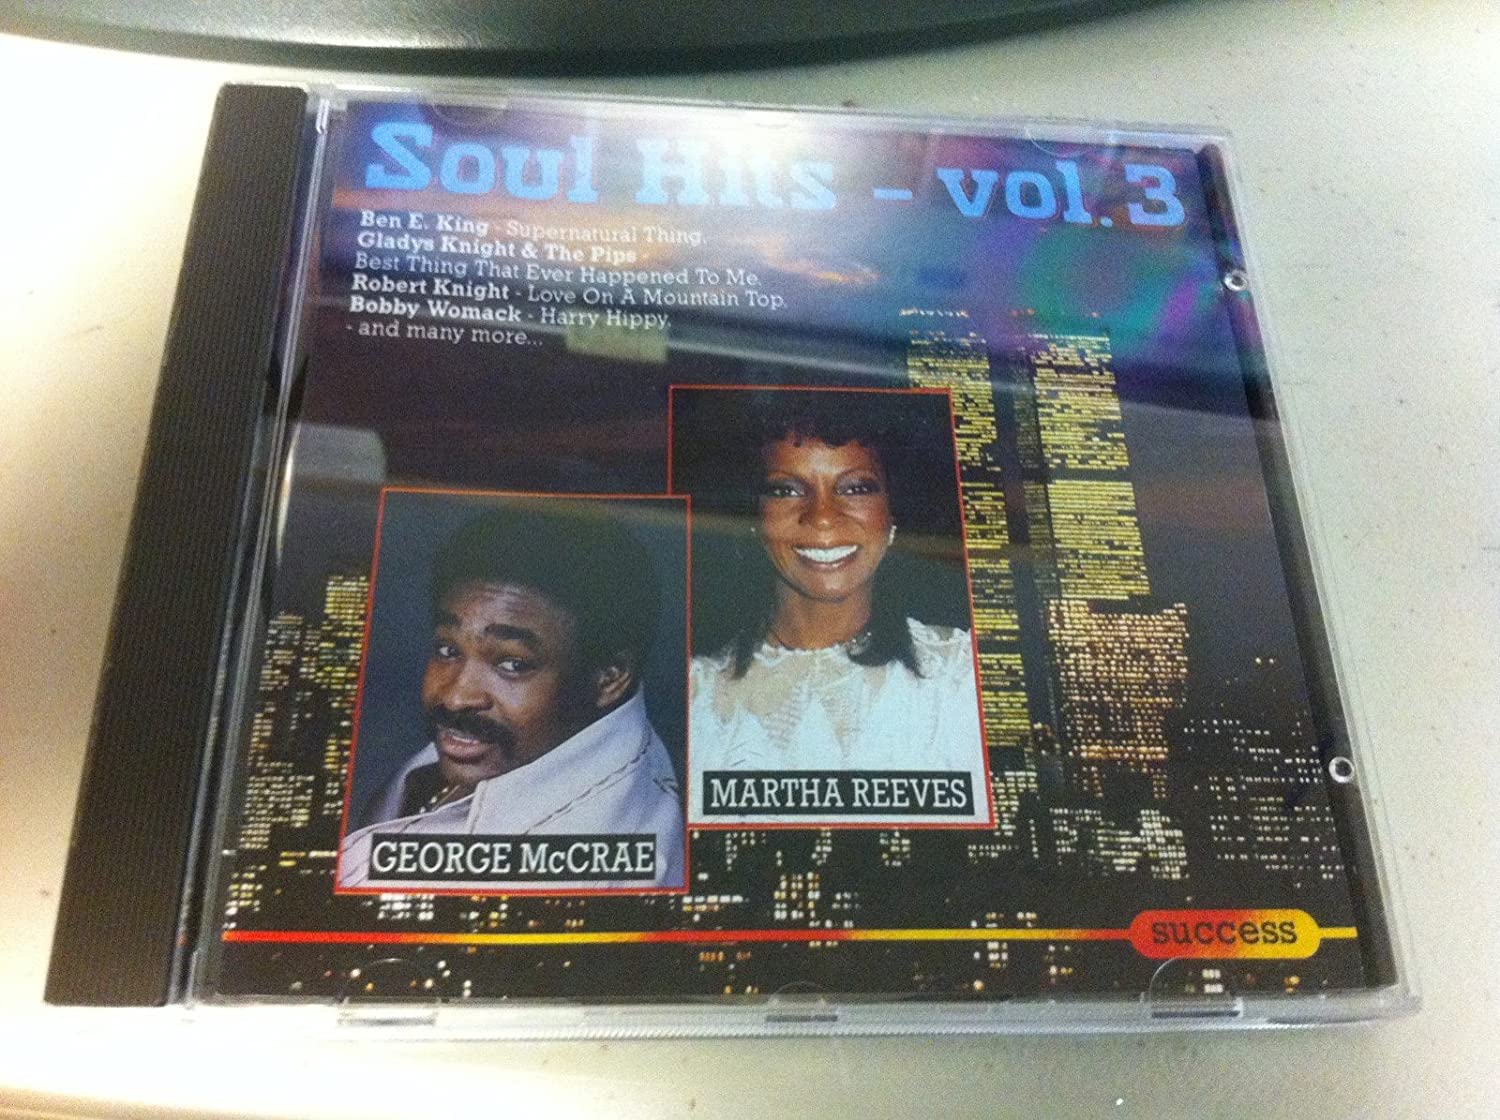 Soul Hits - vol.3
Ben E. King - Supernatural Thing.
Gladys Knight & The Pips -
Best Thing That Ever Happened To Me.
Robert Knight - Love On A Mountain Top.
Bobby Womack - Harry Hippy.
- and many more...
MARTHA REEVES
GEORGE McCRAE
success